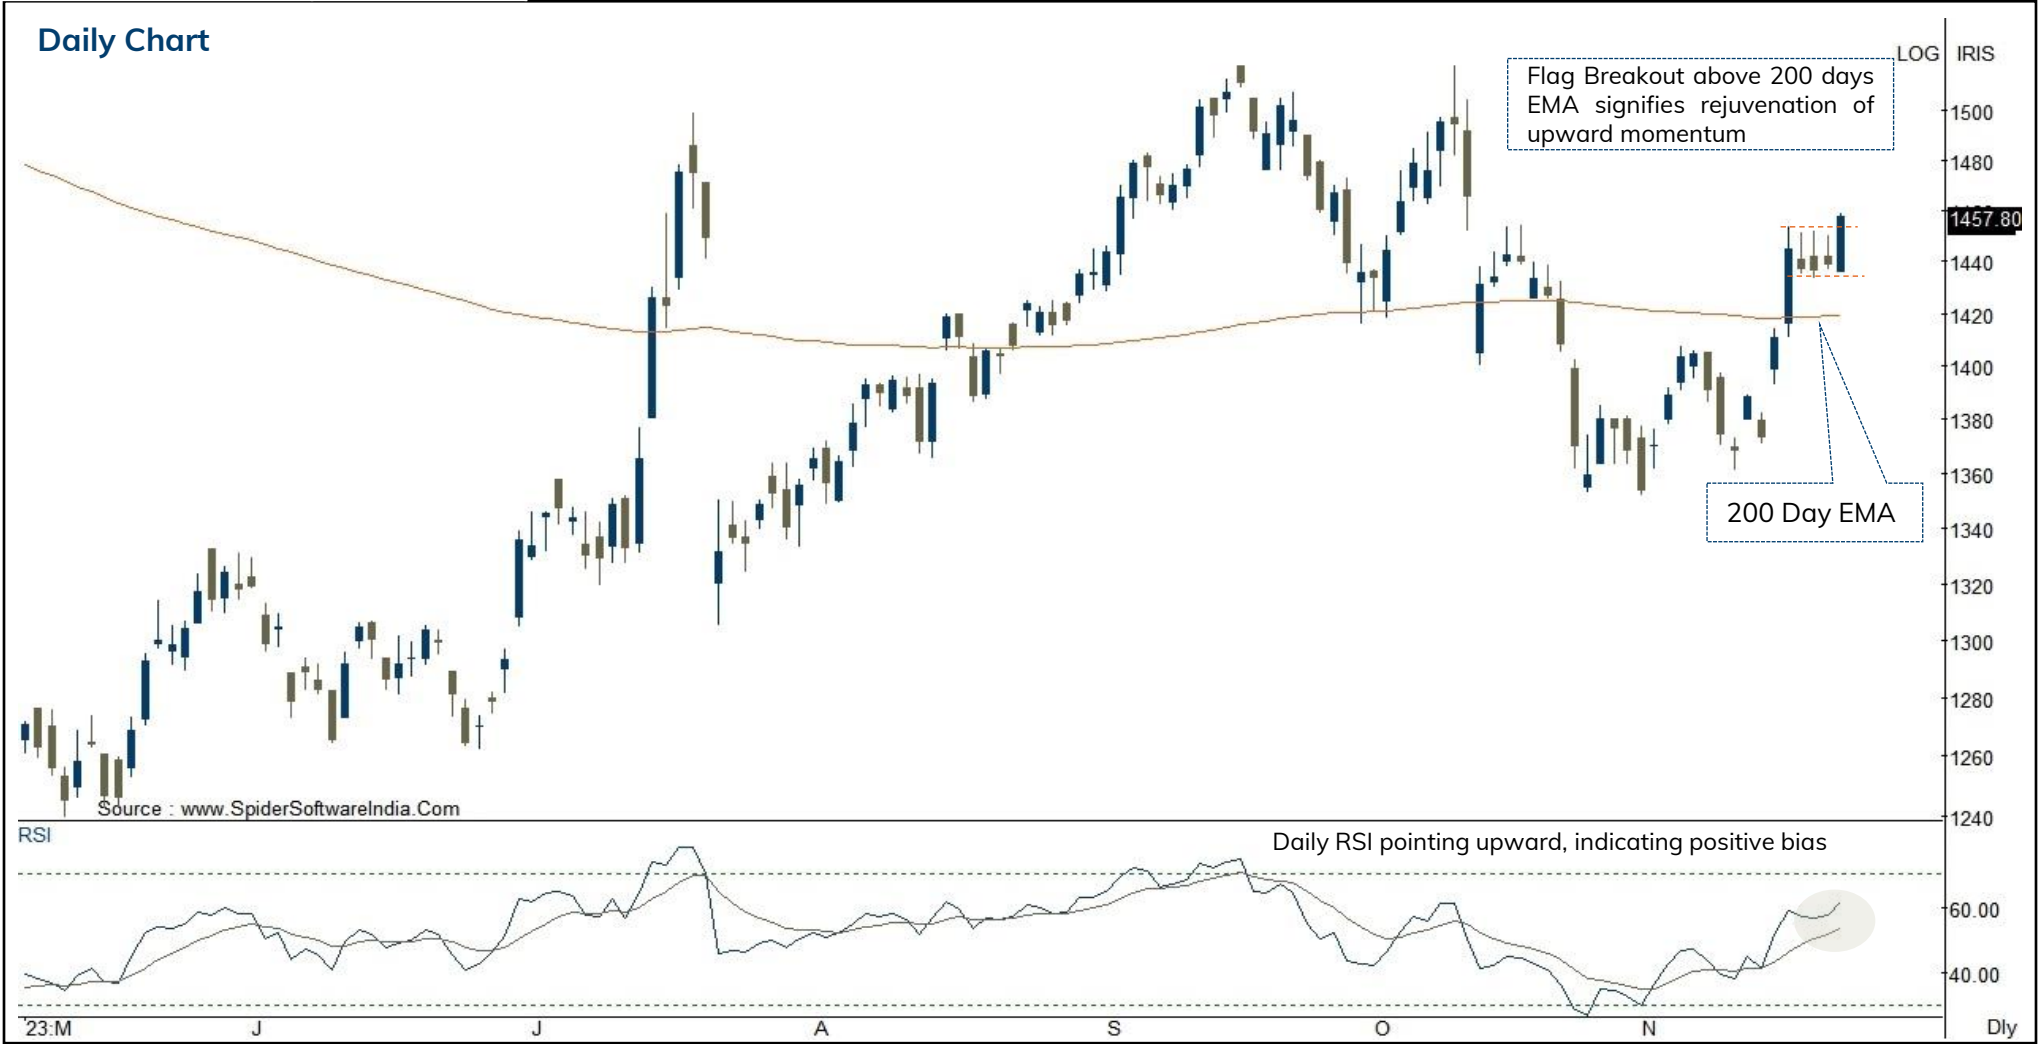 Daily Chart
LOG IRIS
Flag Breakout above 200 days
EMA signifies rejuvenation of
upward momentum
1500
1480
1457.80
1440
1420
1400
1380
1360
200 Day EMA
1340
1320
1300
1280
1260
Source : www.SpiderSoftwareIndia.Com
1240
RSI
Daily RSI pointing upward, indicating positive bias
60.00
40.00
'23:M J J A S O N Dly